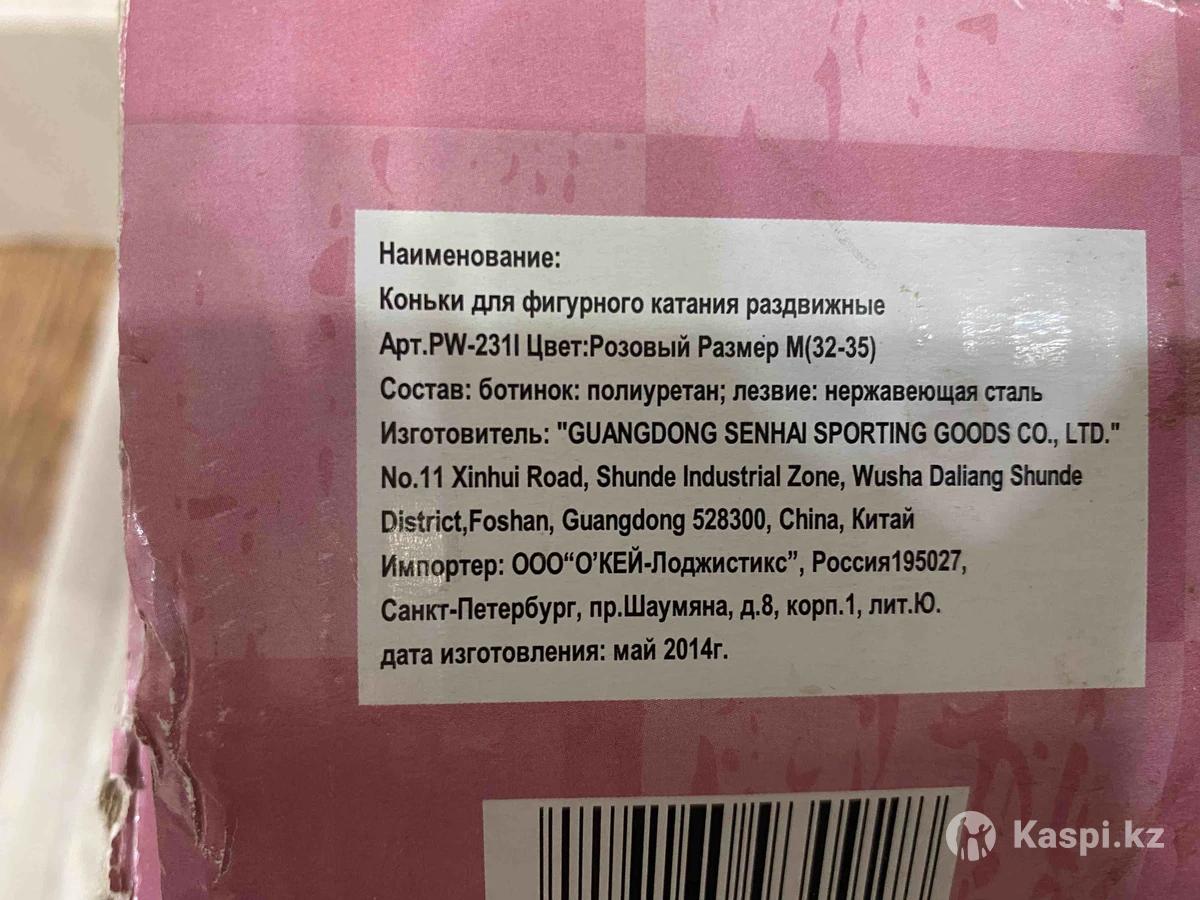 Наименование:
Коньки для фигурного катания раздвижные
Арт.PW-231I Цвет:Розовый Размер M(32-35)
Состав: ботинок: полиуретан; лезвие: нержавеющая сталь
Изготовитель: "GUANGDONG SENHAI SPORTING GOODS CO., LTD."
No.11 Xinhui Road, Shunde Industrial Zone, Wusha Daliang Shunde
District,Foshan, Guangdong 528300, China, Китай
Импортер: ООО“О’КЕЙ-Лоджистикс”, Россия195027,
Санкт-Петербург, пр.Шаумяна, д.8, корп.1, лит.Ю.
дата изготовления: май 2014г.
Kaspi.kz